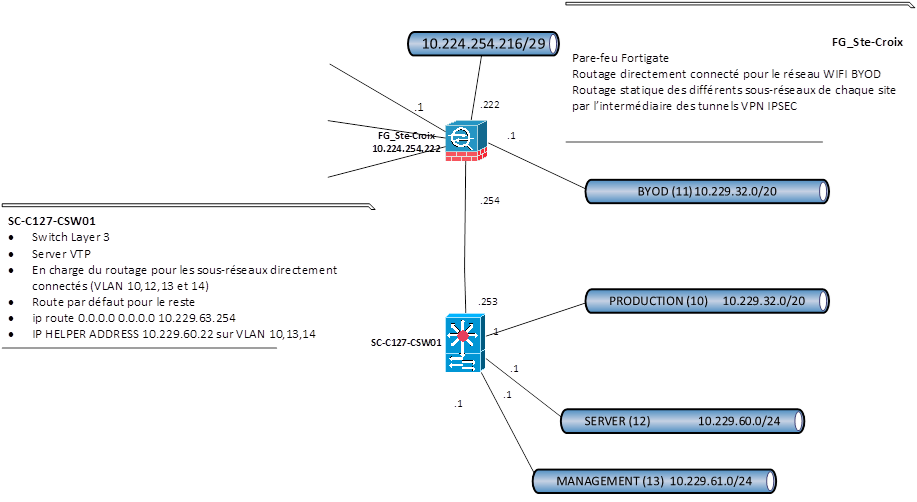 10.224.254.216/29
FG_Ste-Croix
Pare-feu Fortigate
Routage directement connecté pour le réseau WIFI BYOD
Routage statique des différents sous-réseaux de chaque site
par l’intermédiaire des tunnels VPN IPSEC
.1
.222
FG_Ste-Croix
10.224.254.222
.1
BYOD (11) 10.229.32.0/20
.254
SC-C127-CSW01
• Switch Layer 3
• Server VTP
• En charge du routage pour les sous-réseaux directement
connectés (VLAN 10,12,13 et 14)
• Route par défaut pour le reste
• ip route 0.0.0.0 0.0.0.0 10.229.63.254
• IP HELPER ADDRESS 10.229.60.22 sur VLAN 10,13,14
.253
PRODUCTION (10) 10.229.32.0/20
SC-C127-CSW01
.1
.1
.1
.1
SERVER (12) 10.229.60.0/24
MANAGEMENT (13) 10.229.61.0/24